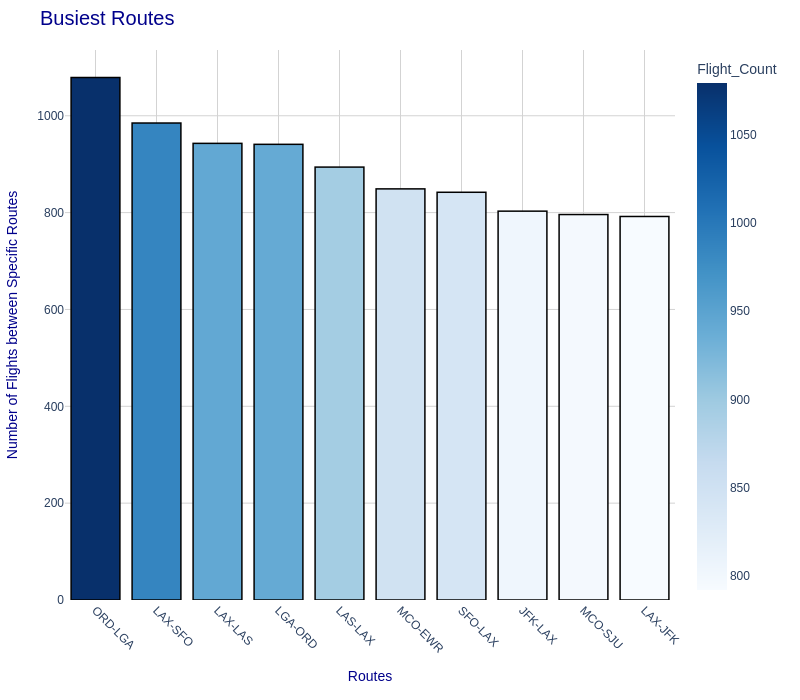 Busiest Routes
Number of Flights between Specific Routes
1000
800
600
400
200
0
ORD-LGA
LAX-SFO
LAX-LAS
LGA-ORD
LAS-LAX
MCO-EWR
SFO-LAX
JFK-LAX
MCO-SJU
LAX-JFK
Routes
Flight_Count
1050
1000
950
900
850
800